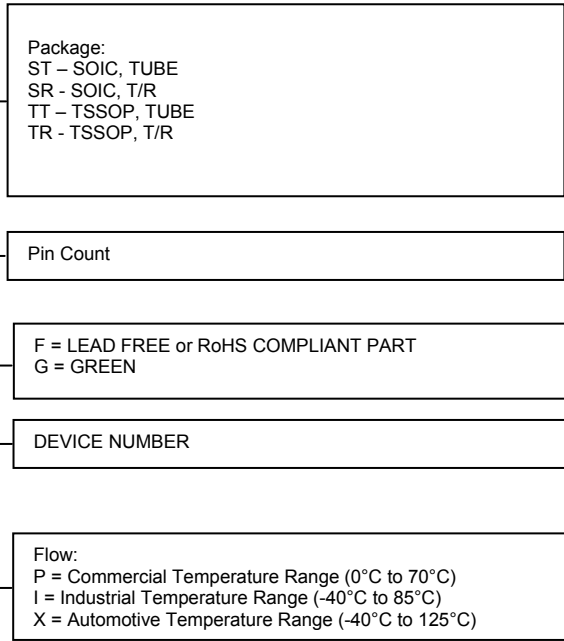 Package:
ST – SOIC, TUBE
SR - SOIC, T/R
TT – TSSOP, TUBE
TR - TSSOP, T/R
Pin Count
F = LEAD FREE or RoHS COMPLIANT PART
G = GREEN
DEVICE NUMBER
Flow:
P = Commercial Temperature Range (0°C to 70°C)
I = Industrial Temperature Range (-40°C to 85°C)
X = Automotive Temperature Range (-40°C to 125°C)